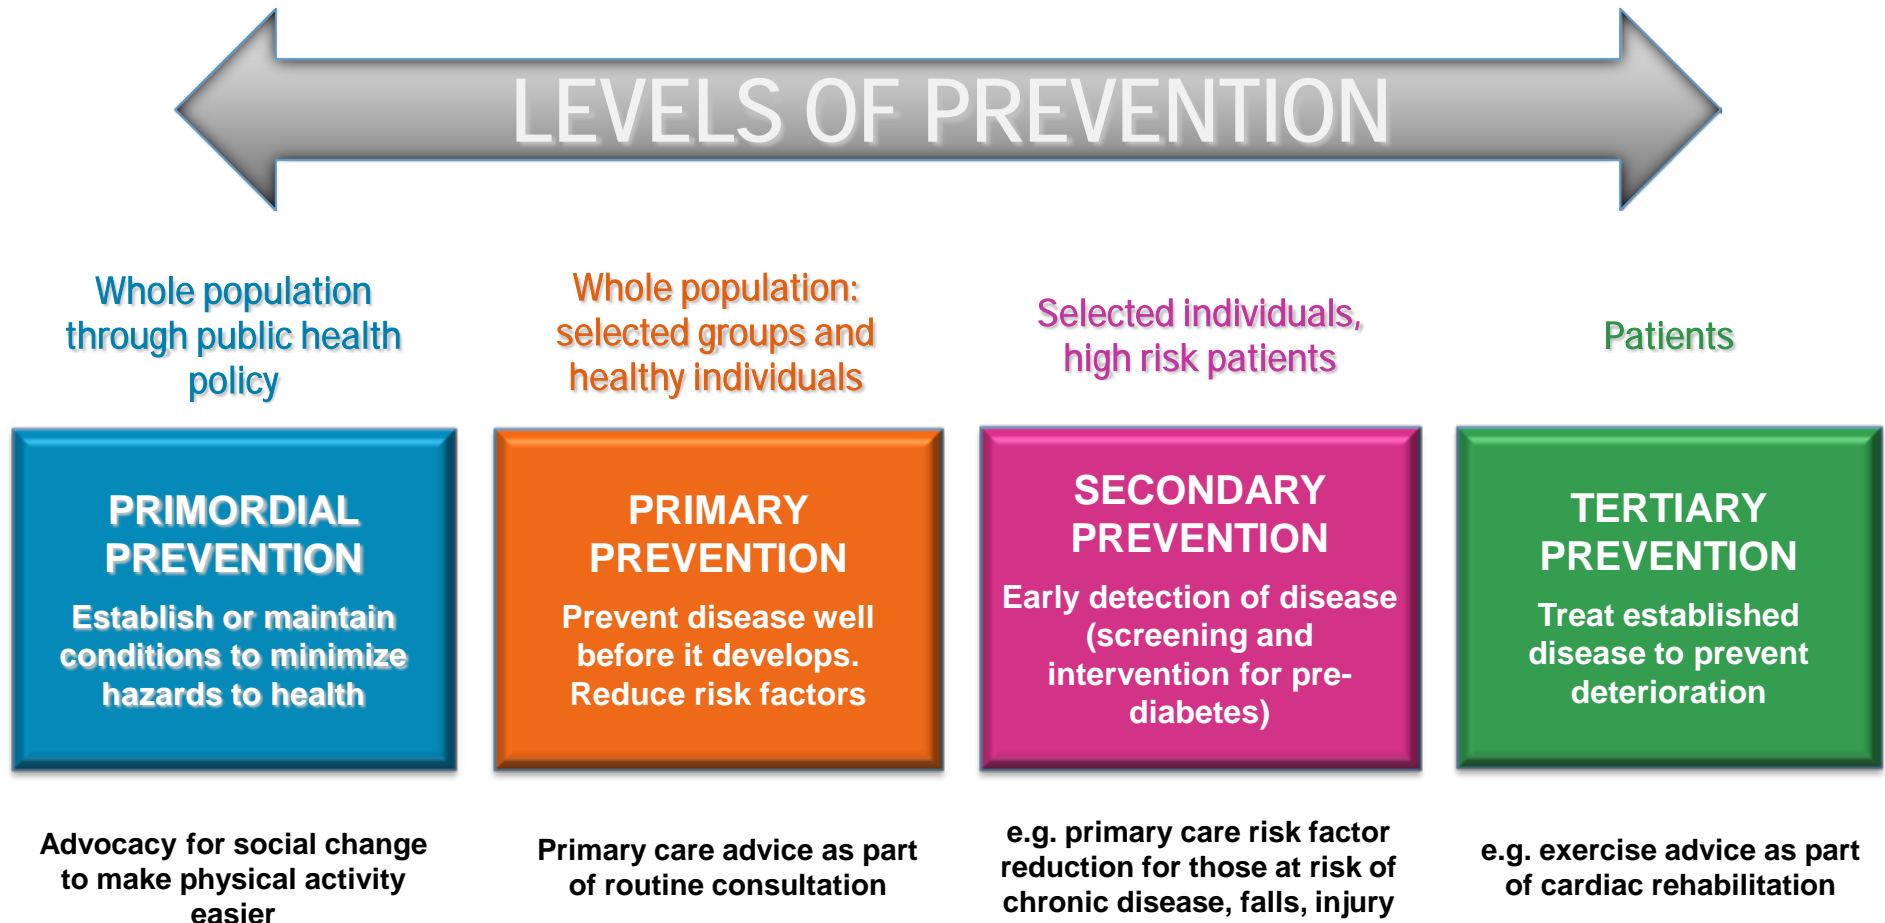 LEVELS OF PREVENTION
Whole population
through public health
policy
Whole population:
selected groups and
healthy individuals
Selected individuals,
high risk patients
Patients
PRIMORDIAL
PREVENTION
Establish or maintain
conditions to minimize
hazards to health
PRIMARY
PREVENTION
Prevent disease well
before it develops.
Reduce risk factors
SECONDARY
PREVENTION
Early detection of disease
(screening and
intervention for pre-
diabetes)
TERTIARY
PREVENTION
Treat established
disease to prevent
deterioration
Advocacy for social change
to make physical activity
easier
Primary care advice as part
of routine consultation
e.g. primary care risk factor
reduction for those at risk of
chronic disease, falls, injury
e.g. exercise advice as part
of cardiac rehabilitation